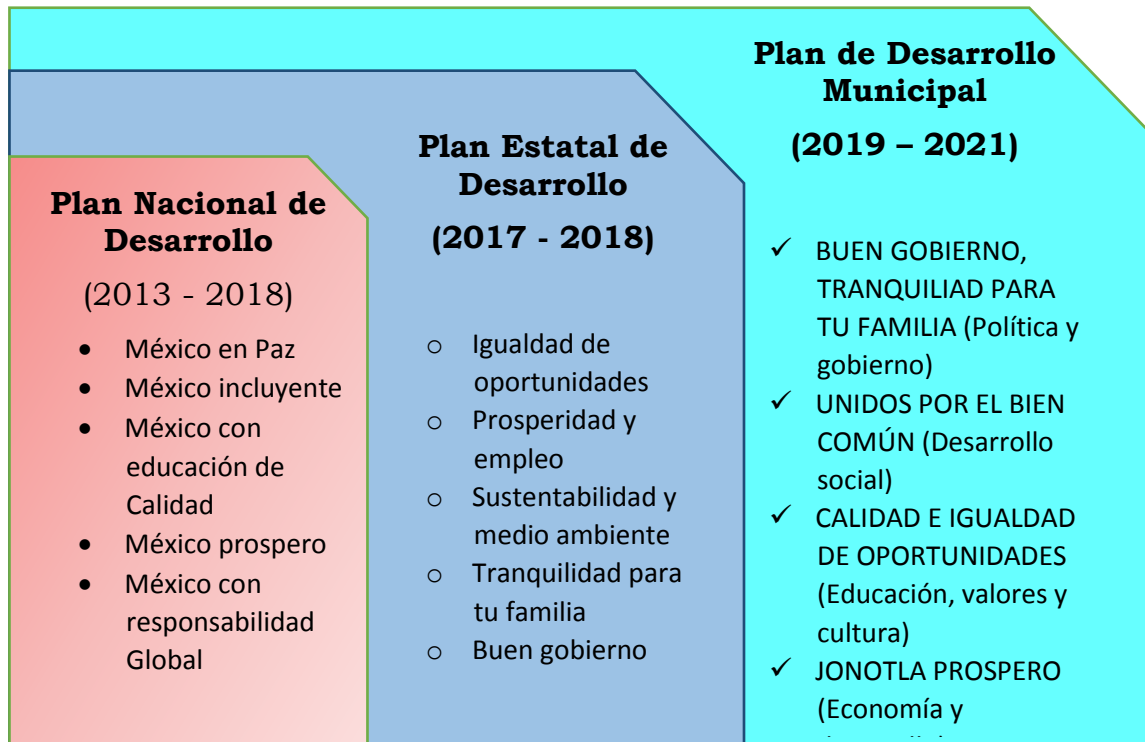 Plan Nacional de
Desarrollo
(2013 - 2018)
• México en Paz
• México incluyente
• México con
educación de
Calidad
• México prospero
• México con
responsabilidad
Global
Plan Estatal de
Desarrollo
(2017 - 2018)
o Igualdad de
oportunidades
o Prosperidad y
empleo
o Sustentabilidad y
medio ambiente
o Tranquilidad para
tu familia
o Buen gobierno
Plan de Desarrollo
Municipal
(2019 – 2021)
✓ BUEN GOBIERNO,
TRANQUILIAD PARA
TU FAMILIA (Política y
gobierno)
✓ UNIDOS POR EL BIEN
COMÚN (Desarrollo
social)
✓ CALIDAD E IGUALDAD
DE OPORTUNIDADES
(Educación, valores y
cultura)
✓ JONOTLA PROSPERO
(Economía y